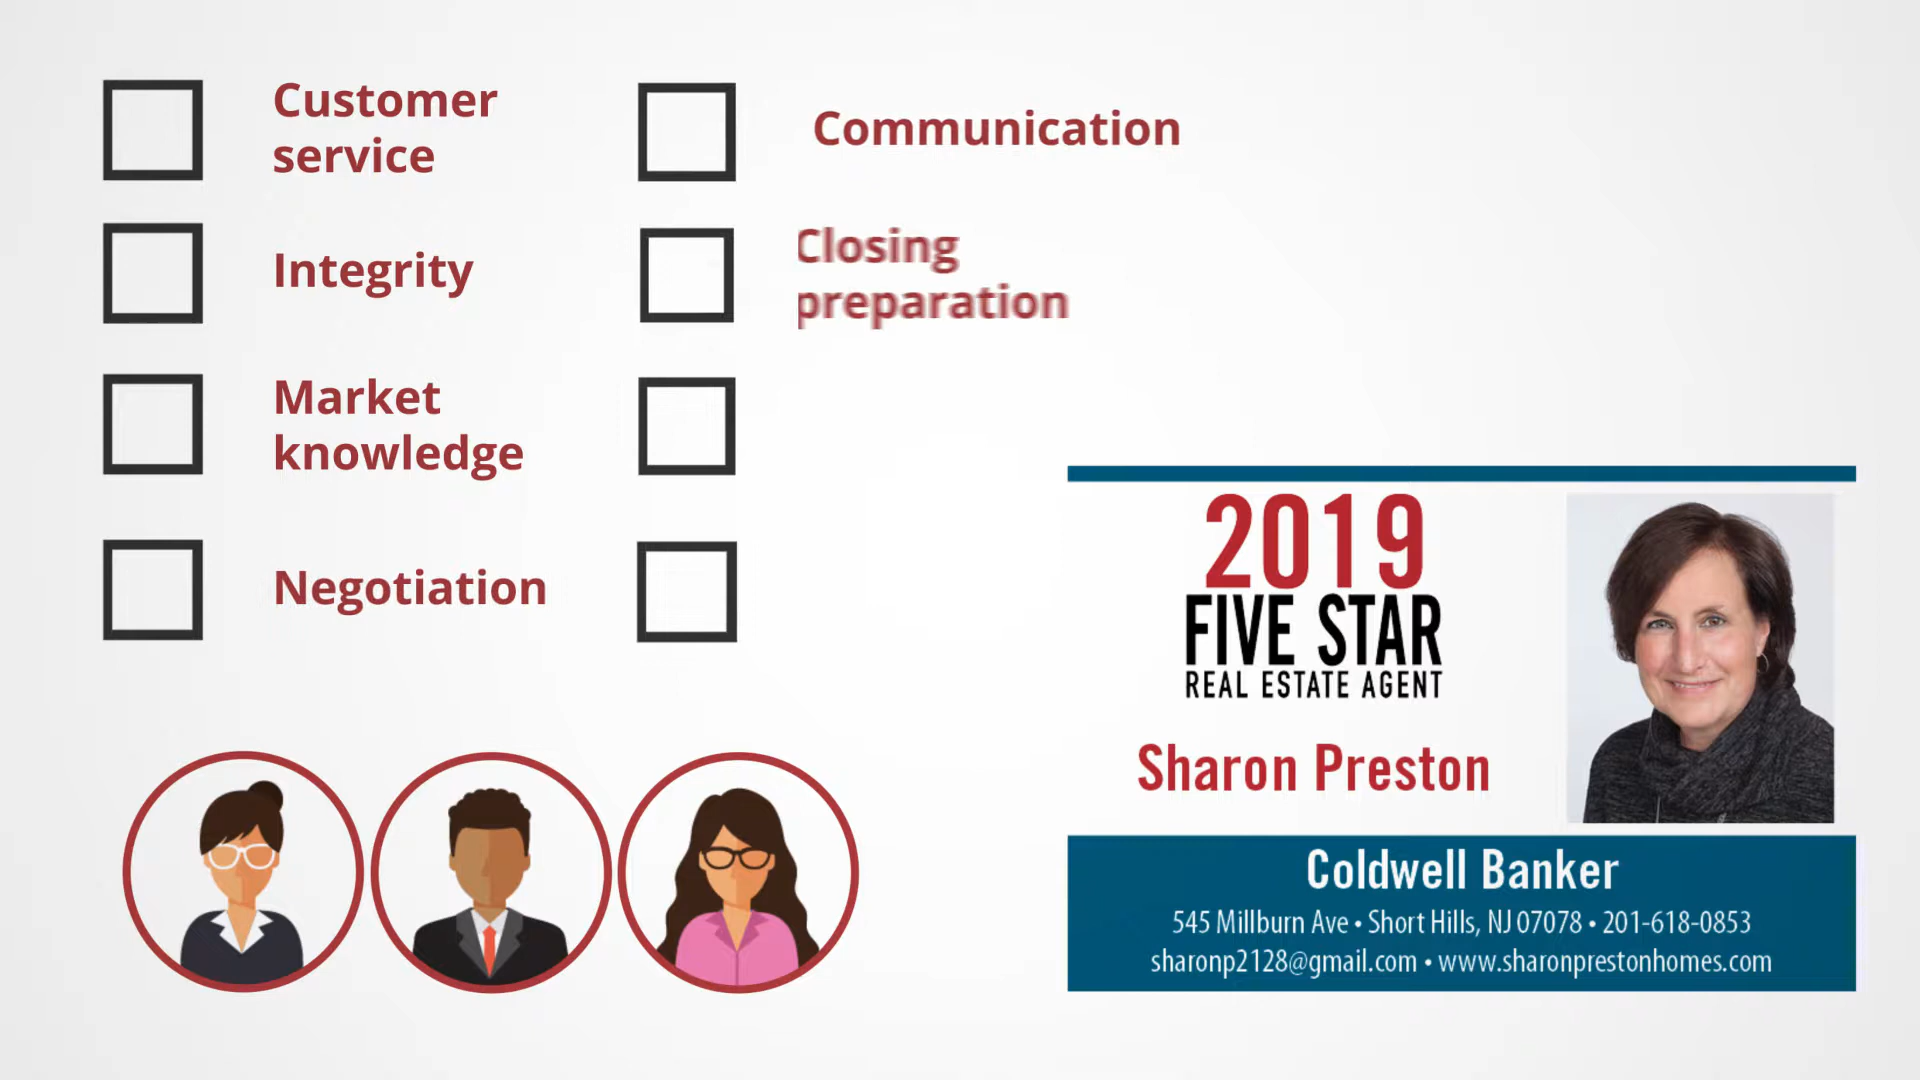 Customer
service
Integrity
Market
knowledge
Negotiation
Communication
Closing
preparation
2019
FIVE STAR
REAL ESTATE AGENT
Sharon Preston
Coldwell Banker
545 Millburn Ave • Short Hills, NJ 07078 • 201-618-0853
sharonp2128@gmail.com • www.sharonprestonhomes.com